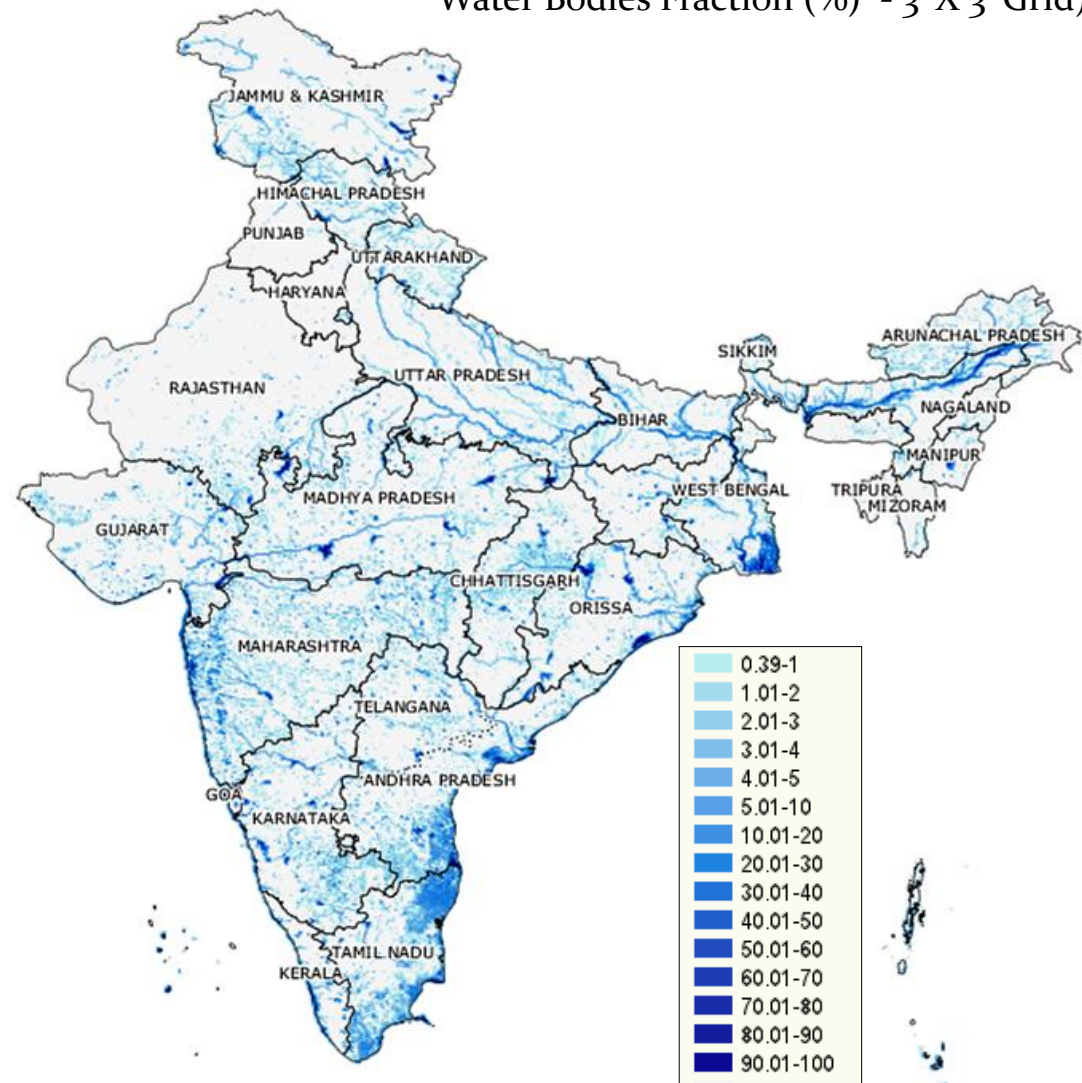 Water Bodies Fraction (%) - 3' X 3' Grid)
JAMMU & KASHMIR
HIMACHAL PRADESH
PUNJAB
UTTARAKHAND
HARYANA
ARUNACHAL PRADESH
SIKKIM
UTTAR PRADESH
RAJASTHAN
NAGALAND
BIHAR
MANIPUR
MADHYA PRADESH
WEST BENGAL
TRIPURA
MIZORAM
GUJARAT
CHHATTISGARH
ORISSA
MAHARASHTRA
TELANGANA
ANDHRA PRADESH
GOA
KARNATAKA
TAMIL NADU
KERALA
0.39-1
1.01-2
2.01-3
3.01-4
4.01-5
5.01-10
10.01-20
20.01-30
30.01-40
40.01-50
50.01-60
60.01-70
70.01-80
80.01-90
90.01-100